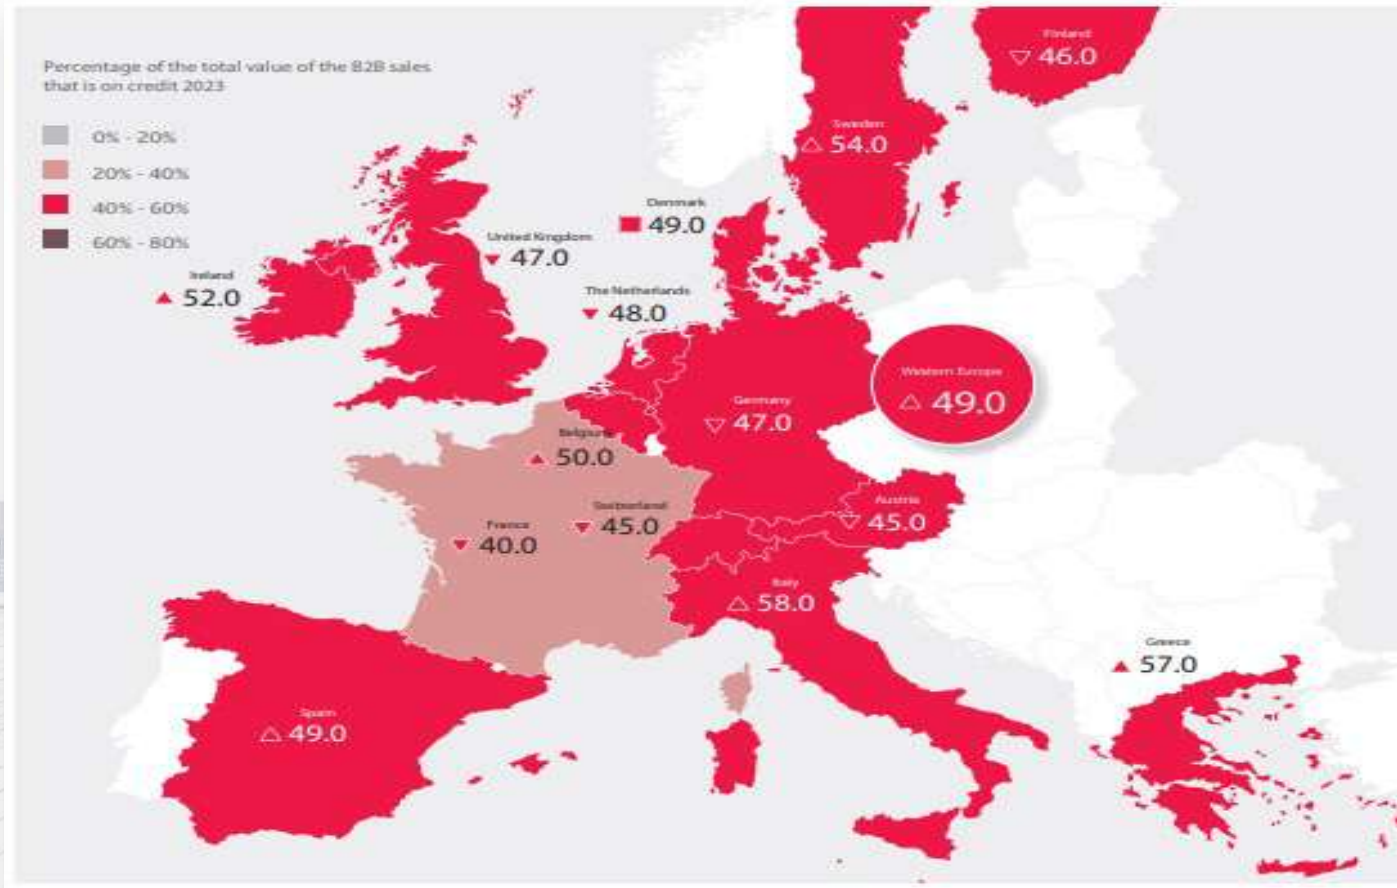 Percentage of the total value of the B2B sales
that is on credit 2023
0% - 20%
20% - 40%
40% - 60%
60% - 80%
Finland
▽ 46.0
Sweden
△ 54.0
Denmark
■ 49.0
United Kingdom
▼ 47.0
Ireland
▲ 52.0
The Netherlands
▼ 48.0
Western Europe
△ 49.0
Germany
▽ 47.0
Belgium
▲ 50.0
Switzerland
▼ 45.0
France
▼ 40.0
Austria
▽ 45.0
Italy
△ 58.0
Greece
▲ 57.0
Spain
△ 49.0